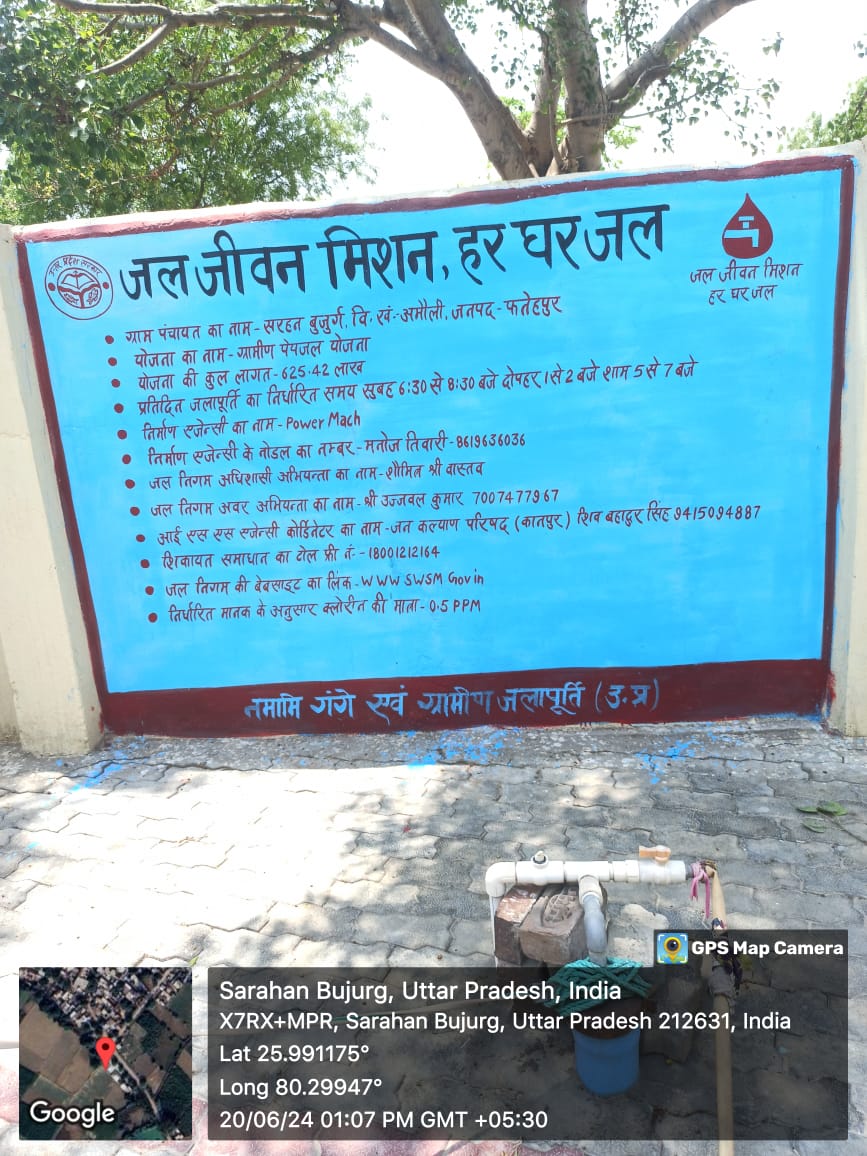 जल जीवन मिशन, हर घर जल
जल जीवन मिशन
हर घर जल
ग्राम पंचायत का नाम - सरहन बुजुर्ग, वि. खं.- अमौली, जनपद - फतेहपुर
योजना का नाम - ग्रामीण पेयजल योजना
योजना की कुल लागत - 625.42 लाख
प्रतिदिन जलापूर्ति का निर्धारित समय सुबह 6:30 से 8:30 बजे दोपहर 1 से 2 बजे शाम 5 से 7 बजे
निर्माण एजेन्सी का नाम - Power Mach
निर्माण एजेन्सी के नोडल का नम्बर - मनोज तिवारी - 8619636036
जल निगम अधिशासी अभियन्ता का नाम - शौमित्र श्री वास्तव
जल निगम अवर अभियन्ता का नाम - श्री उज्जवल कुमार 7007477967
आई एस एस एजेन्सी कोर्डिनेटर का नाम - जन कल्याण परिषद् (कानपुर) शिव बहादुर सिंह 9415094887
शिकायत समाधान का टोल फ्री नं. - 18001212164
जल निगम की बेबसाइट का लिंक - WWW SWSM Gov in
निर्धारित मानक के अनुसार क्लोरीन की मात्रा - 0.5 PPM
नमामि गंगे एवं ग्रामीण जलापूर्ति (उ.प्र)
GPS Map Camera
Sarahan Bujurg, Uttar Pradesh, India
X7RX+MPR, Sarahan Bujurg, Uttar Pradesh 212631, India
Lat 25.991175°
Long 80.29947°
20/06/24 01:07 PM GMT +05:30
Google